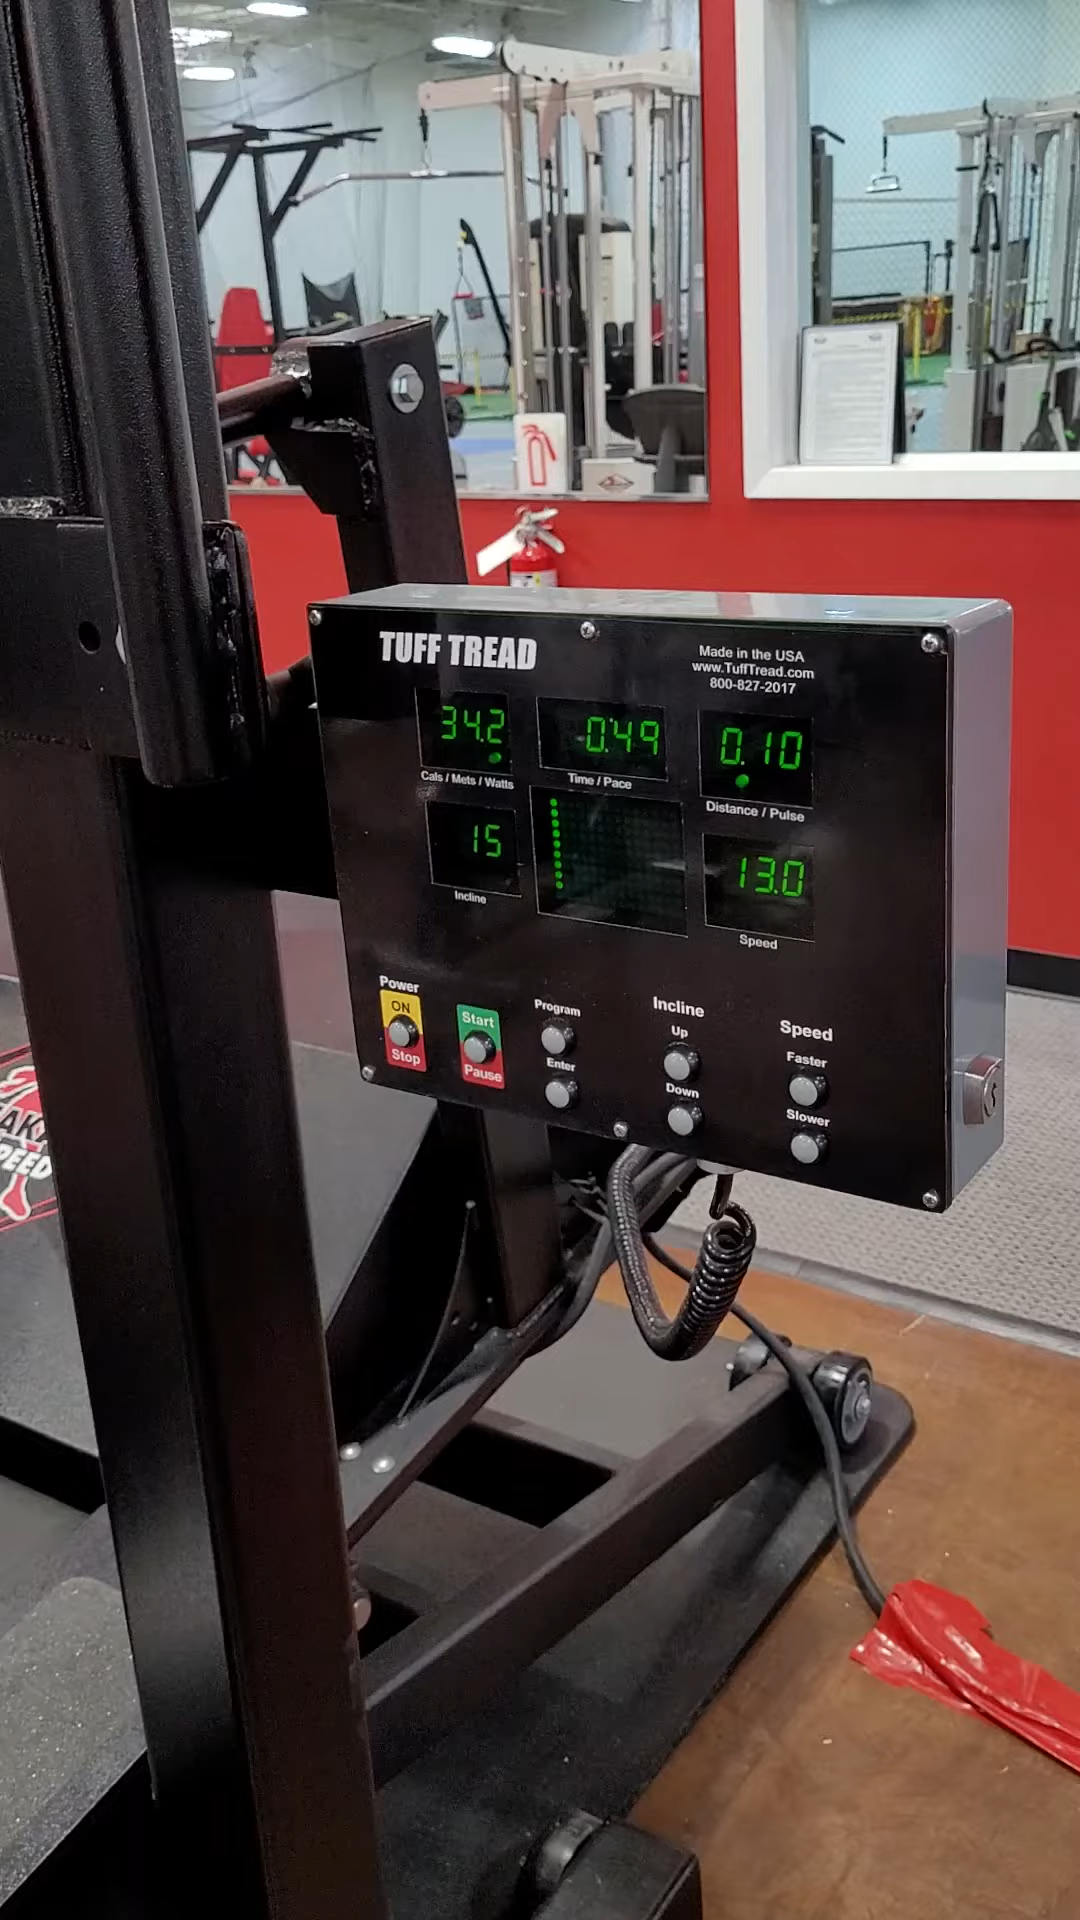 TUFF TREAD
Made in the USA
www.TuffTread.com
800-827-2017
34.2
0:49
0.10
Cals / Mets / Watts
Time / Pace
Distance / Pulse
15
13.0
Incline
Speed
Power
ON
Stop
Start
Pause
Program
Enter
Incline
Up
Down
Speed
Faster
Slower
SPEED